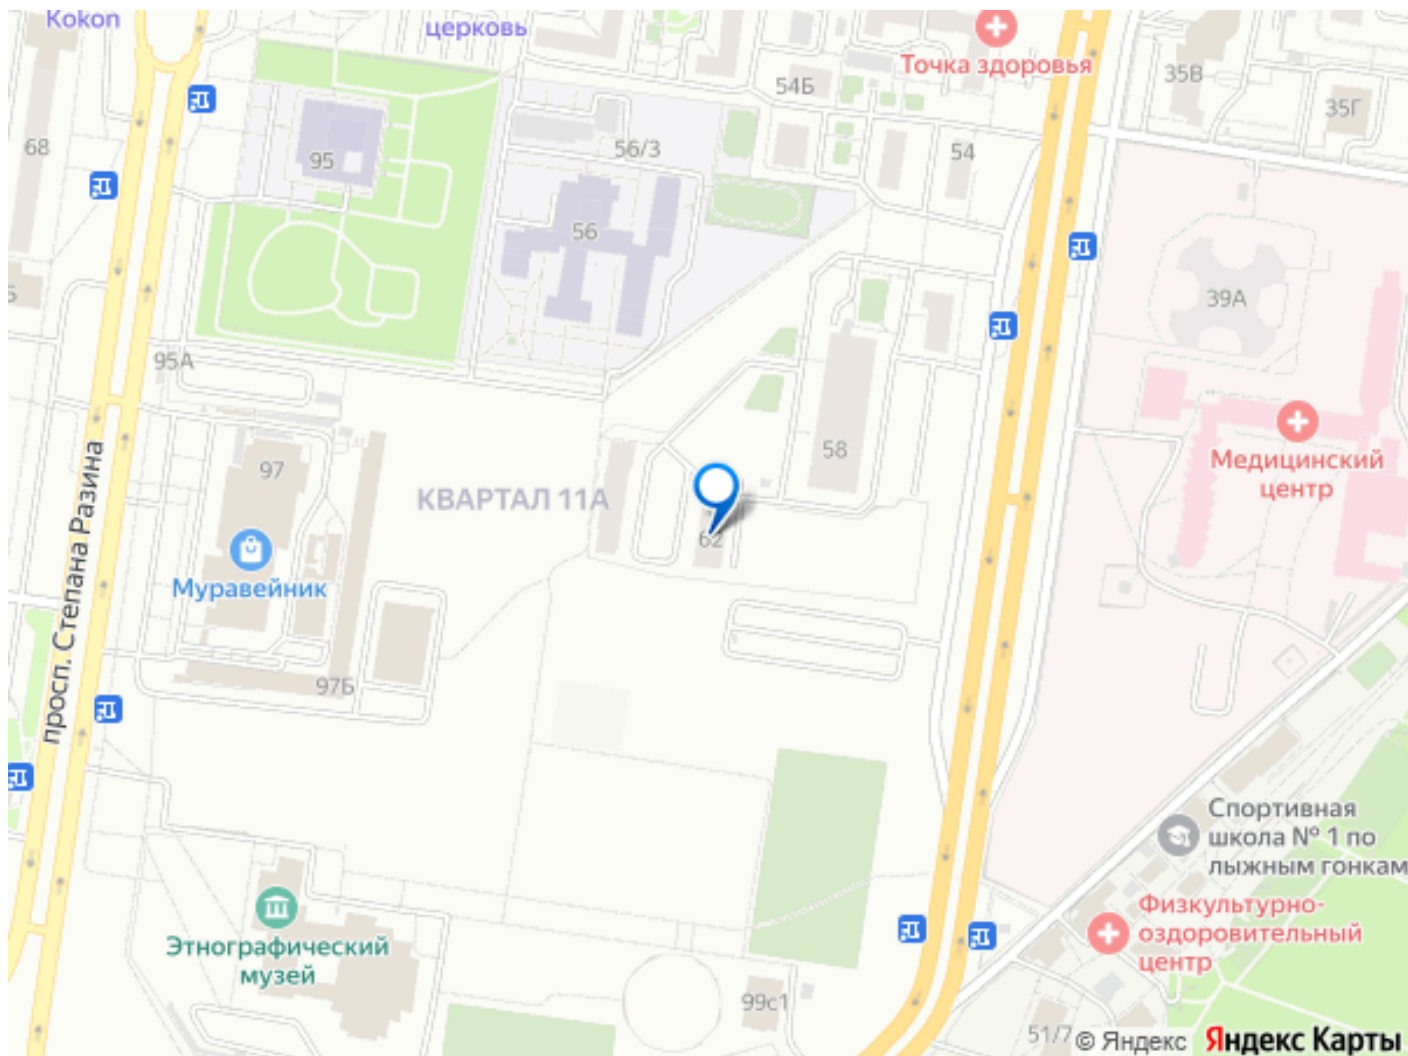 Kokon
церковь
Точка здоровья
54Б
35В
35Г
68
95
56/3
54
56
39А
95А
58
97
КВАРТАЛ 11А
62
Медицинский
центр
просп. Степана Разина
Муравейник
97Б
Спортивная
школа № 1 по
лыжным гонкам
Этнографический
музей
Физкультурно-
оздоровительный
центр
99с1
51/7
© Яндекс Яндекс Карты